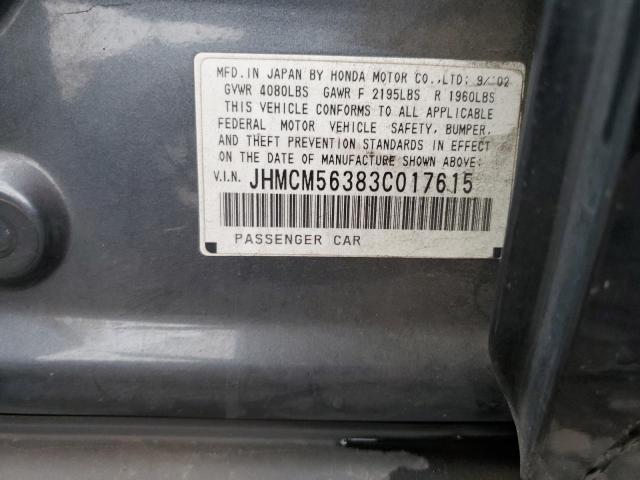 MFD.IN JAPAN BY HONDA MOTOR CO.,LTD: 9/02
GVWR 4080LBS GAWR F 2195LBS R 1960LBS
THIS VEHICLE CONFORMS TO ALL APPLICABLE
FEDERAL MOTOR VEHICLE SAFETY, BUMPER,
AND THEFT PREVENTION STANDARDS IN EFFECT
ON THE DATE OF MANUFACTURE SHOWN ABOVE:
V.I.N. JHMCM56383C017615
PASSENGER CAR